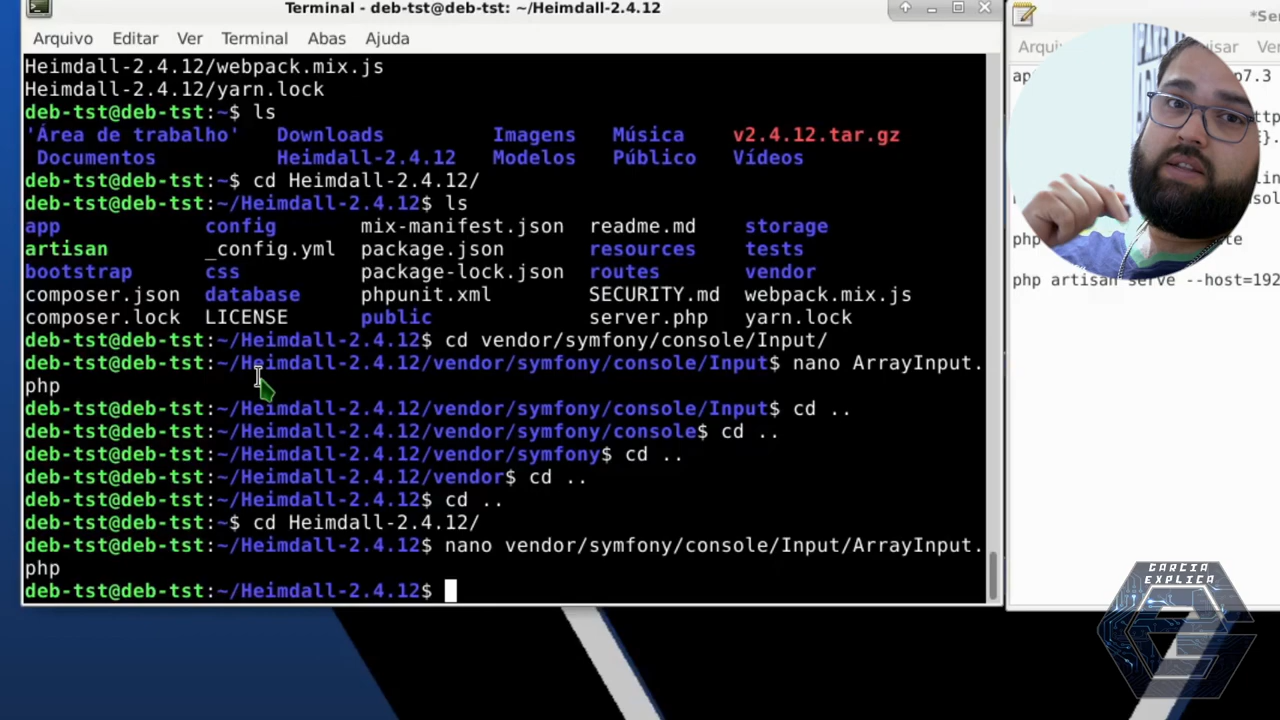 Terminal - deb-tst@deb-tst: ~/Heimdall-2.4.12
Arquivo Editar Ver Terminal Abas Ajuda
Heimdall-2.4.12/webpack.mix.js
Heimdall-2.4.12/yarn.lock
deb-tst@deb-tst:~$ ls
'Área de trabalho' Downloads Imagens Música v2.4.12.tar.gz
Documentos Heimdall-2.4.12 Modelos Público Vídeos
deb-tst@deb-tst:~$ cd Heimdall-2.4.12/
deb-tst@deb-tst:~/Heimdall-2.4.12$ ls
app config mix-manifest.json readme.md storage
artisan _config.yml package.json resources tests
bootstrap css package-lock.json routes vendor
composer.json database phpunit.xml SECURITY.md webpack.mix.js
composer.lock LICENSE public server.php yarn.lock
deb-tst@deb-tst:~/Heimdall-2.4.12$ cd vendor/symfony/console/Input/
deb-tst@deb-tst:~/Heimdall-2.4.12/vendor/symfony/console/Input$ nano ArrayInput.
php
deb-tst@deb-tst:~/Heimdall-2.4.12/vendor/symfony/console/Input$ cd ..
deb-tst@deb-tst:~/Heimdall-2.4.12/vendor/symfony/console$ cd ..
deb-tst@deb-tst:~/Heimdall-2.4.12/vendor/symfony$ cd ..
deb-tst@deb-tst:~/Heimdall-2.4.12/vendor$ cd ..
deb-tst@deb-tst:~/Heimdall-2.4.12$ cd ..
deb-tst@deb-tst:~$ cd Heimdall-2.4.12/
deb-tst@deb-tst:~/Heimdall-2.4.12$ nano vendor/symfony/console/Input/ArrayInput.
php
deb-tst@deb-tst:~/Heimdall-2.4.12$
php
php artisan serve --host=192
GARCIA
EXPLICA